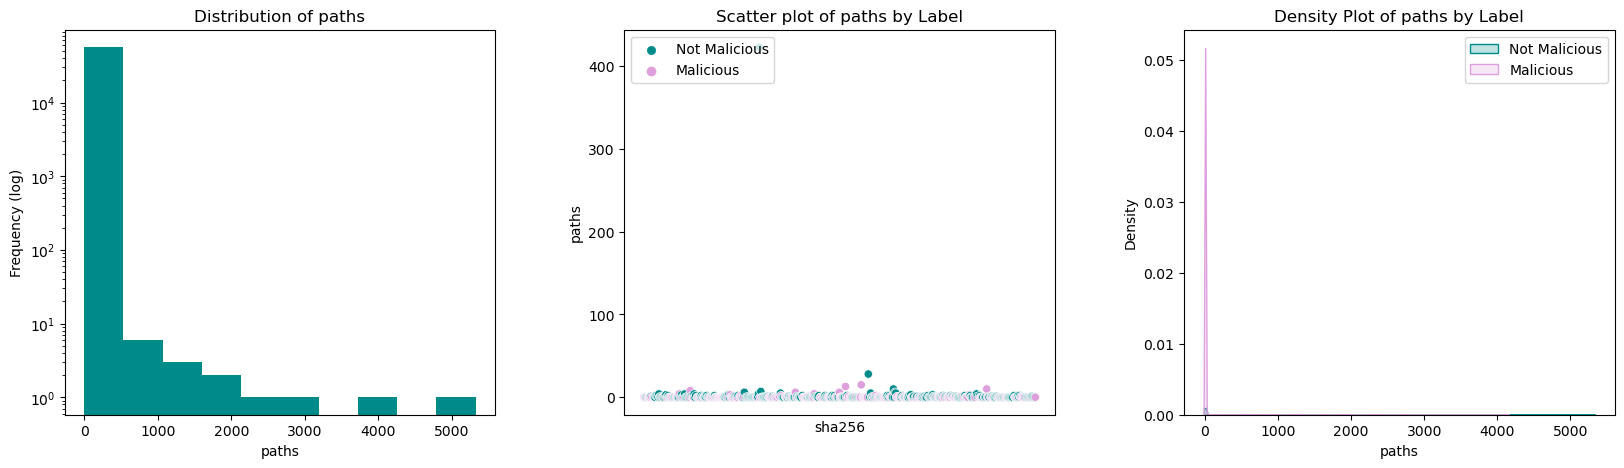 Distribution of paths
Frequency (log)
10^4
10^3
10^2
10^1
10^0
0 1000 2000 3000 4000 5000
paths
Scatter plot of paths by Label
Not Malicious
Malicious
paths
400
300
200
100
0
sha256
Density Plot of paths by Label
Not Malicious
Malicious
Density
0.05
0.04
0.03
0.02
0.01
0.00
0 1000 2000 3000 4000 5000
paths